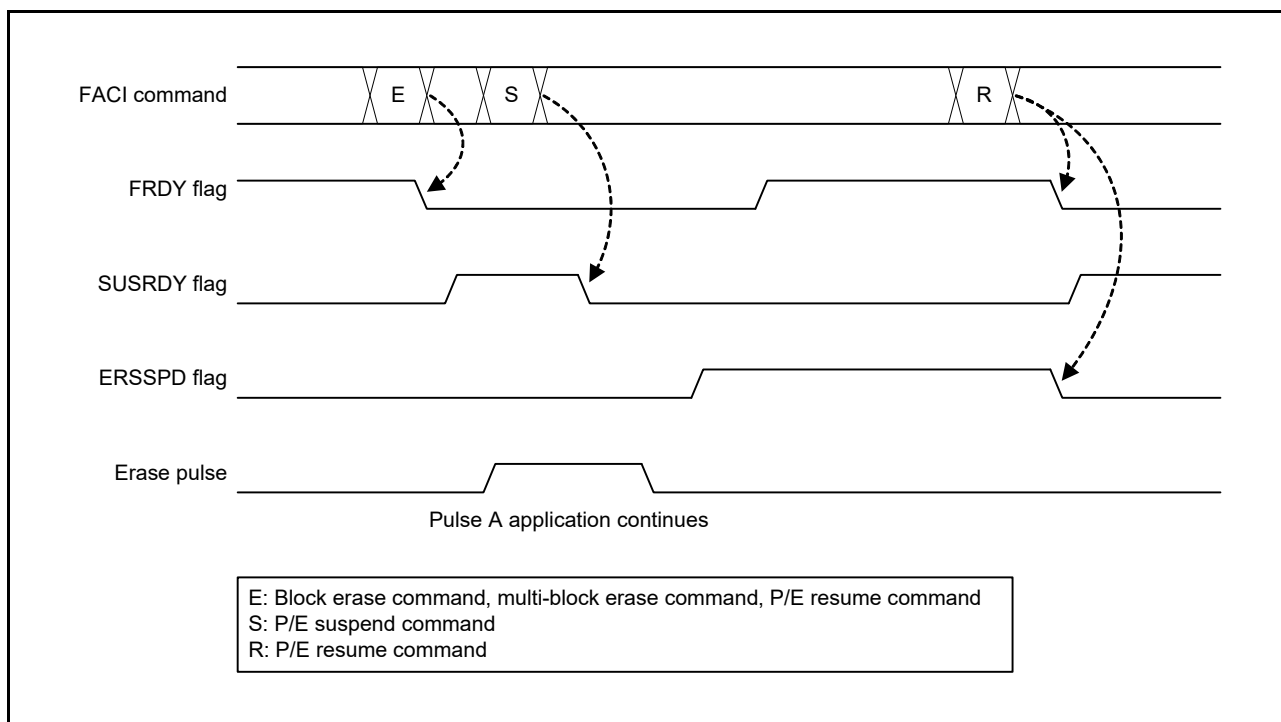 FACI command
E
S
R
FRDY flag
SUSRDY flag
ERSSPD flag
Erase pulse
Pulse A application continues
E: Block erase command, multi-block erase command, P/E resume command
S: P/E suspend command
R: P/E resume command